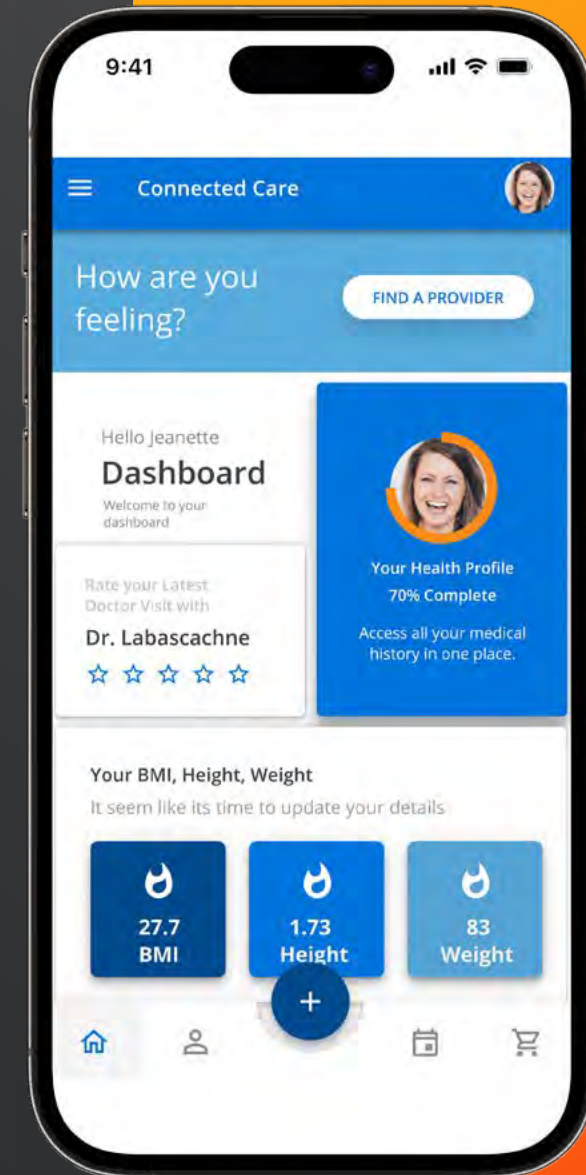 9:41
Connected Care
How are you
feeling?
FIND A PROVIDER
Hello Jeanette
Dashboard
Welcome to your
dashboard
Rate your Latest
Doctor Visit with
Dr. Labascachne
Your Health Profile
70% Complete
Access all your medical
history in one place.
Your BMI, Height, Weight
It seem like its time to update your details
27.7
BMI
1.73
Height
83
Weight
+